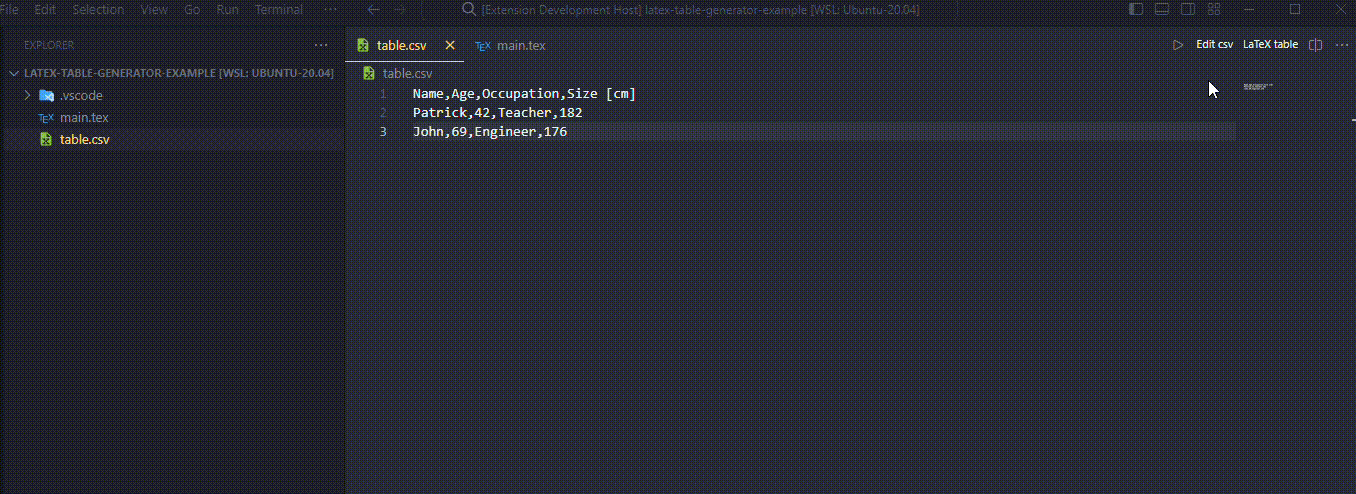 File Edit Selection View Go Run Terminal ··· [Extension Development Host] latex-table-generator-example [WSL: Ubuntu-20.04]
EXPLORER ···
table.csv TEX main.tex Edit csv LaTeX table ···
LATEX-TABLE-GENERATOR-EXAMPLE [WSL: UBUNTU-20.04]
.vscode
TEX main.tex
table.csv
table.csv
1 Name,Age,Occupation,Size [cm]
2 Patrick,42,Teacher,182
3 John,69,Engineer,176